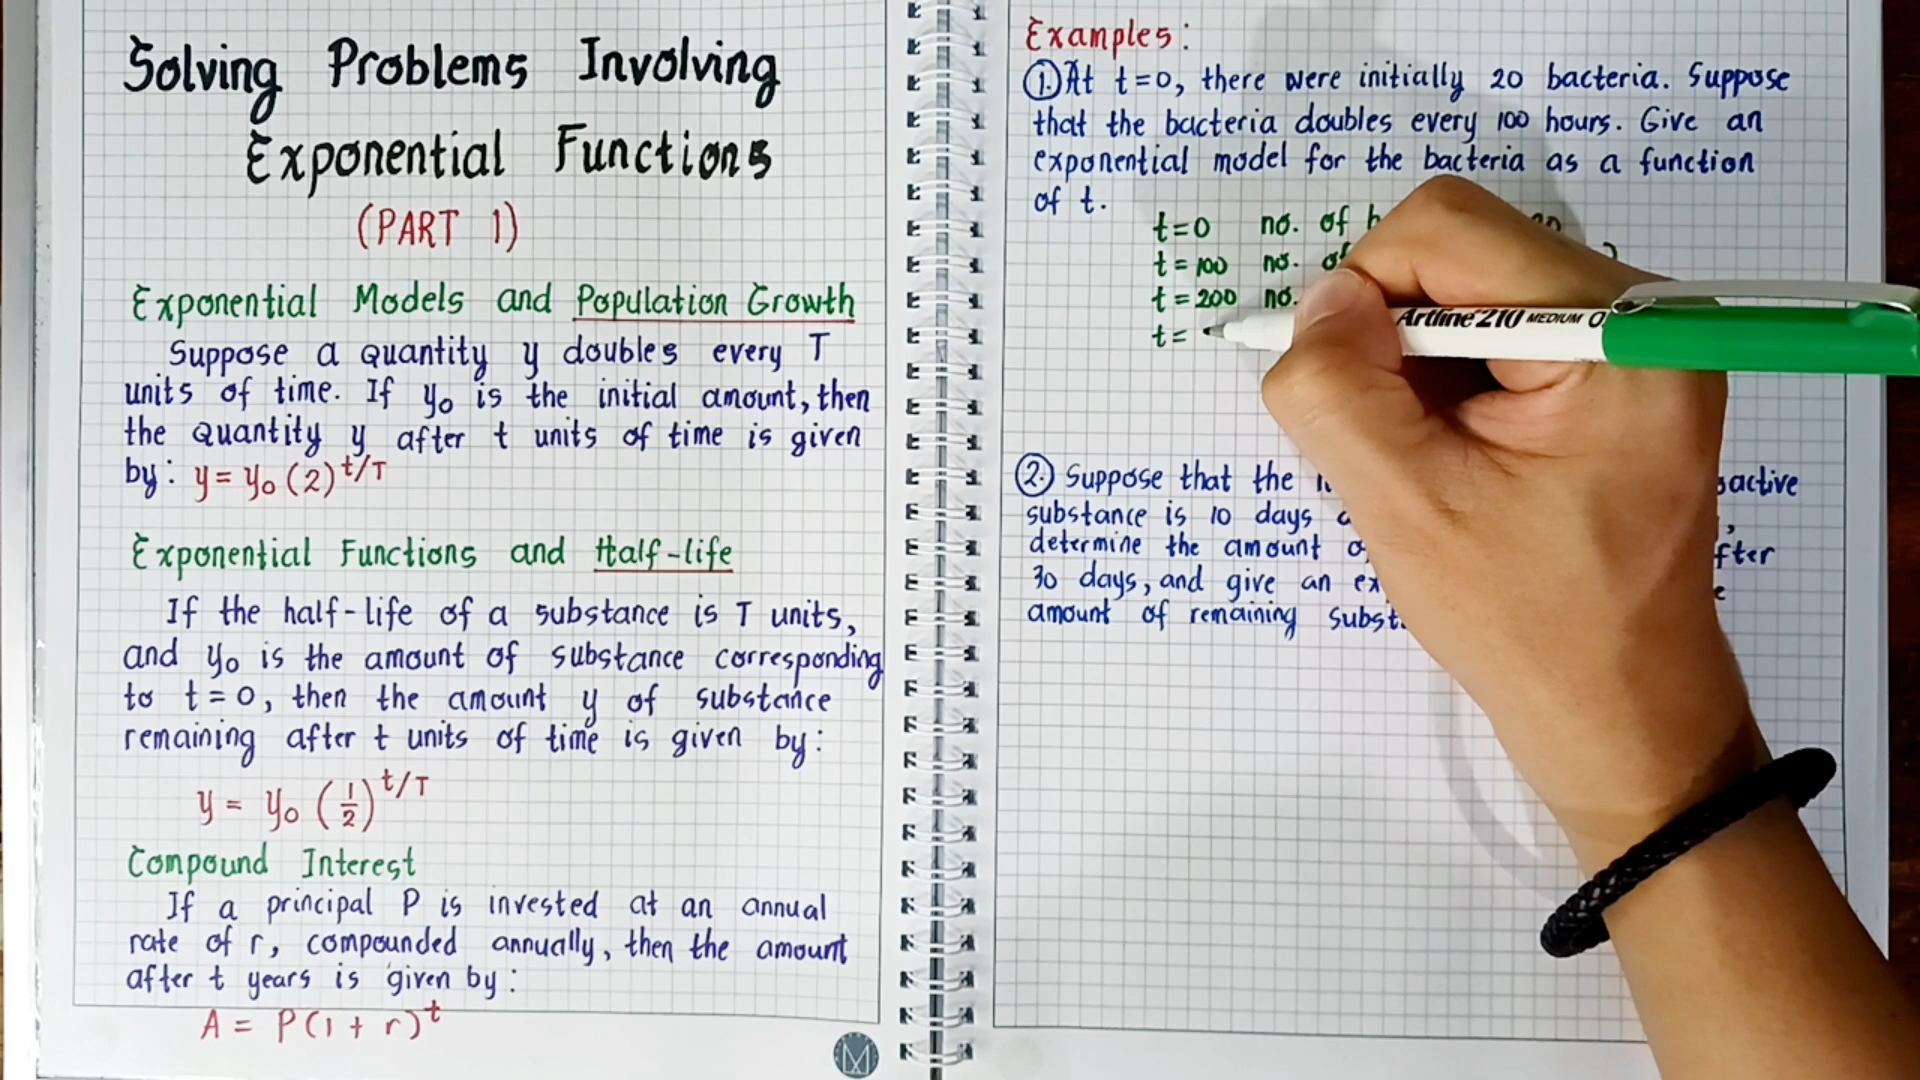 Solving Problems Involving
Exponential Functions
(PART 1)
Exponential Models and Population Growth
Suppose a quantity y doubles every T
units of time. If y₀ is the initial amount, then
the quantity y after t units of time is given
by: y = y₀ (2)^t/T
Exponential Functions and Half-life
If the half-life of a substance is T units,
and y₀ is the amount of substance corresponding
to t = 0, then the amount y of substance
remaining after t units of time is given by:
y = y₀ (1/2)^t/T
Compound Interest
If a principal P is invested at an annual
rate of r, compounded annually, then the amount
after t years is given by:
A = P(1 + r)^t
Examples:
1. At t=0, there were initially 20 bacteria. Suppose
that the bacteria doubles every 100 hours. Give an
exponential model for the bacteria as a function
of t.
t=0 no. of
t = 100 no. of
t = 200 no.
t =
Artline 210 MEDIUM
2. Suppose that the
substance is 10 days
determine the amount
30 days, and give an
amount of remaining